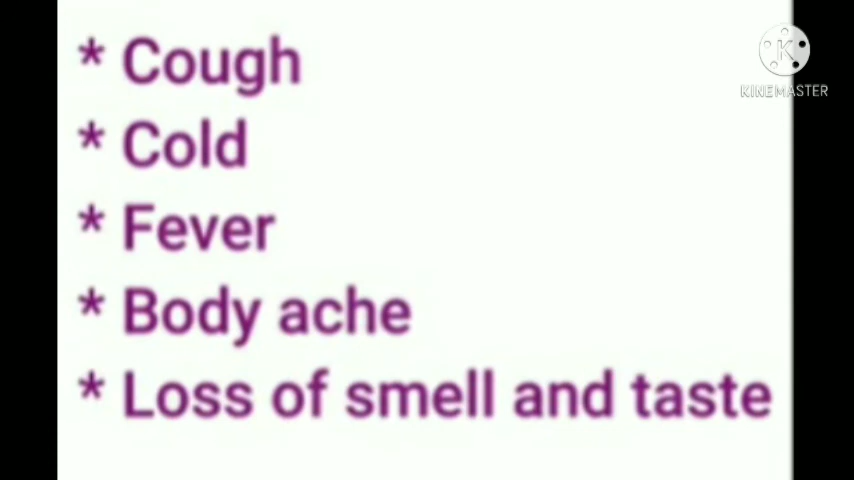 * Cough
* Cold
* Fever
* Body ache
* Loss of smell and taste
K
KINEMASTER